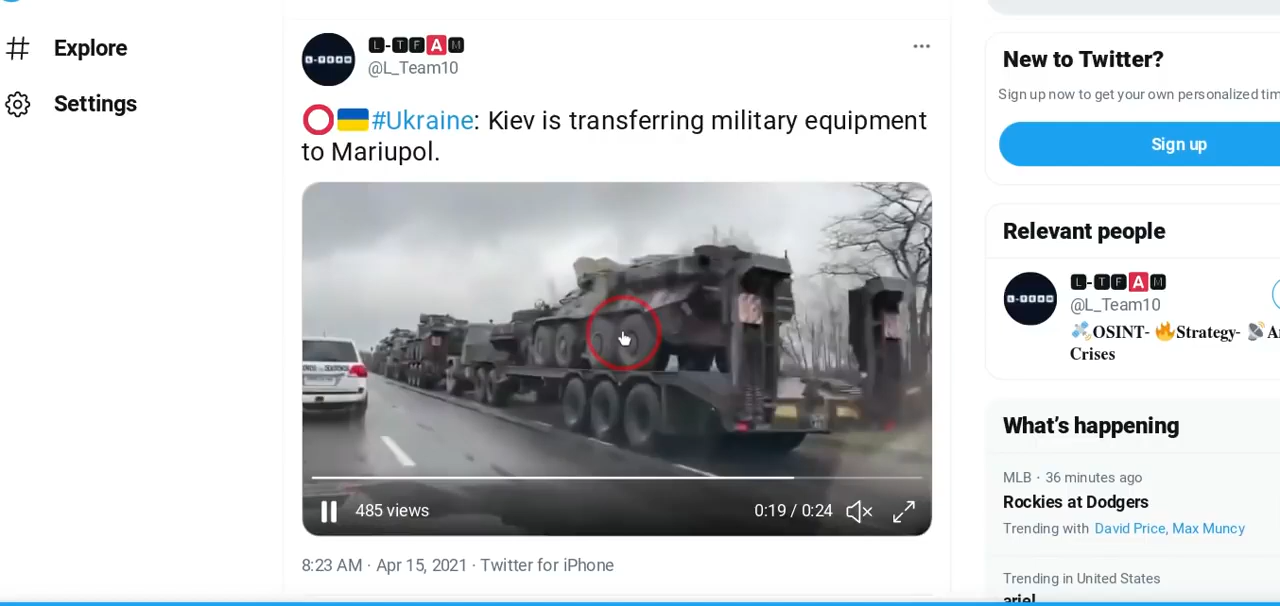 Explore
Settings
L-TEAM
@L_Team10
#Ukraine: Kiev is transferring military equipment
to Mariupol.
485 views
0:19 / 0:24
8:23 AM · Apr 15, 2021 · Twitter for iPhone
New to Twitter?
Sign up now to get your own personalized tim
Sign up
Relevant people
L-TEAM
@L_Team10
OSINT- Strategy- A
Crises
What's happening
MLB · 36 minutes ago
Rockies at Dodgers
Trending with David Price, Max Muncy
Trending in United States
ariel